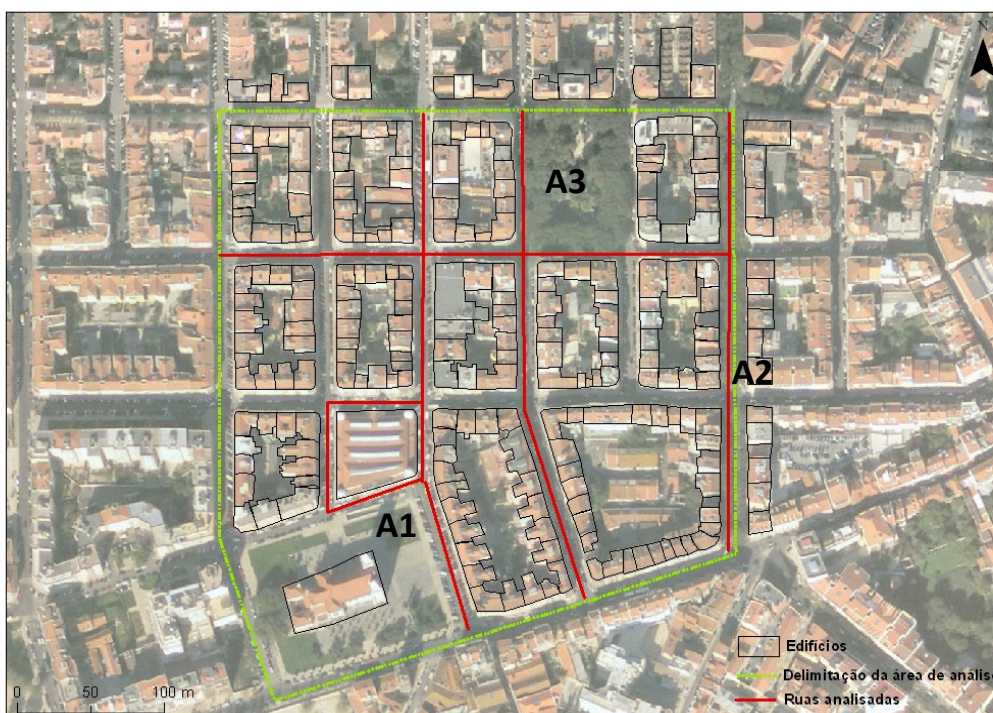 N
A3
A2
A1
Edifícios
Delimitação da área de análise
Ruas analisadas
0 50 100 m